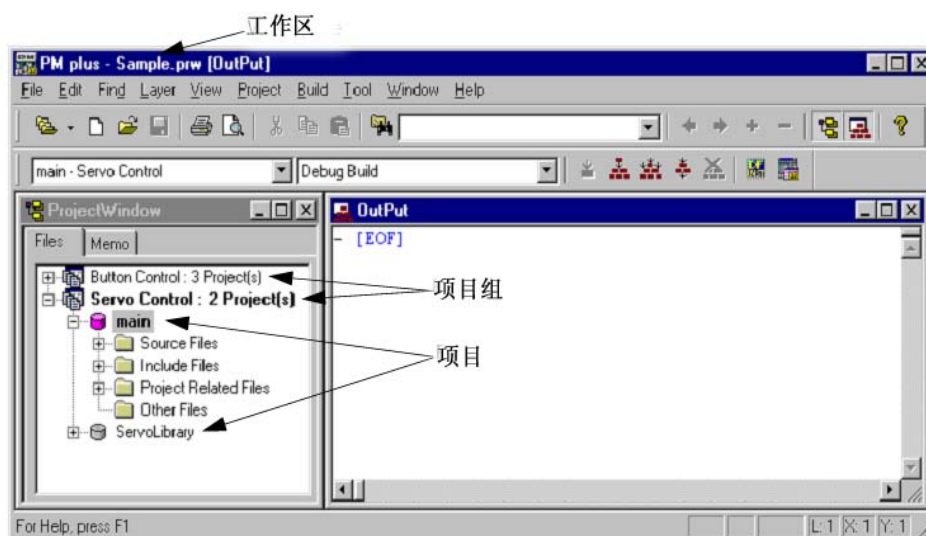 工作区
PM plus - Sample.prw [OutPut]
File Edit Find Layer View Project Build Tool Window Help
main - Servo Control Debug Build
ProjectWindow
OutPut
Files Memo
[EOF]
Button Control : 3 Project(s)
Servo Control : 2 Project(s)
项目组
main
Source Files
Include Files
项目
Project Related Files
Other Files
ServoLibrary
For Help, press F1
L: 1 X: 1 Y: 1